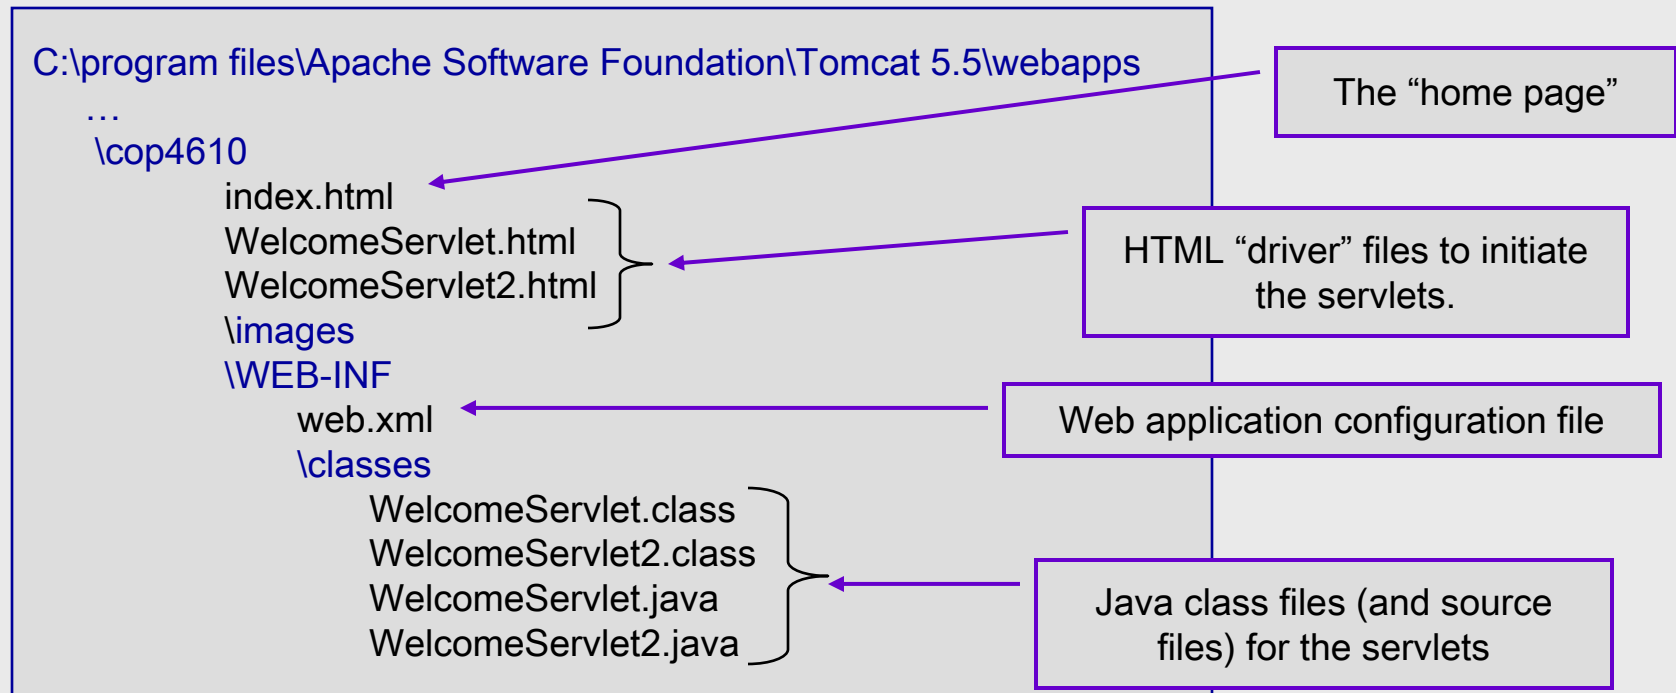 C:\program files\Apache Software Foundation\Tomcat 5.5\webapps
…
\cop4610
index.html
WelcomeServlet.html
WelcomeServlet2.html
\images
\WEB-INF
web.xml
\classes
WelcomeServlet.class
WelcomeServlet2.class
WelcomeServlet.java
WelcomeServlet2.java
The “home page”
HTML “driver” files to initiate
the servlets.
Web application configuration file
Java class files (and source
files) for the servlets